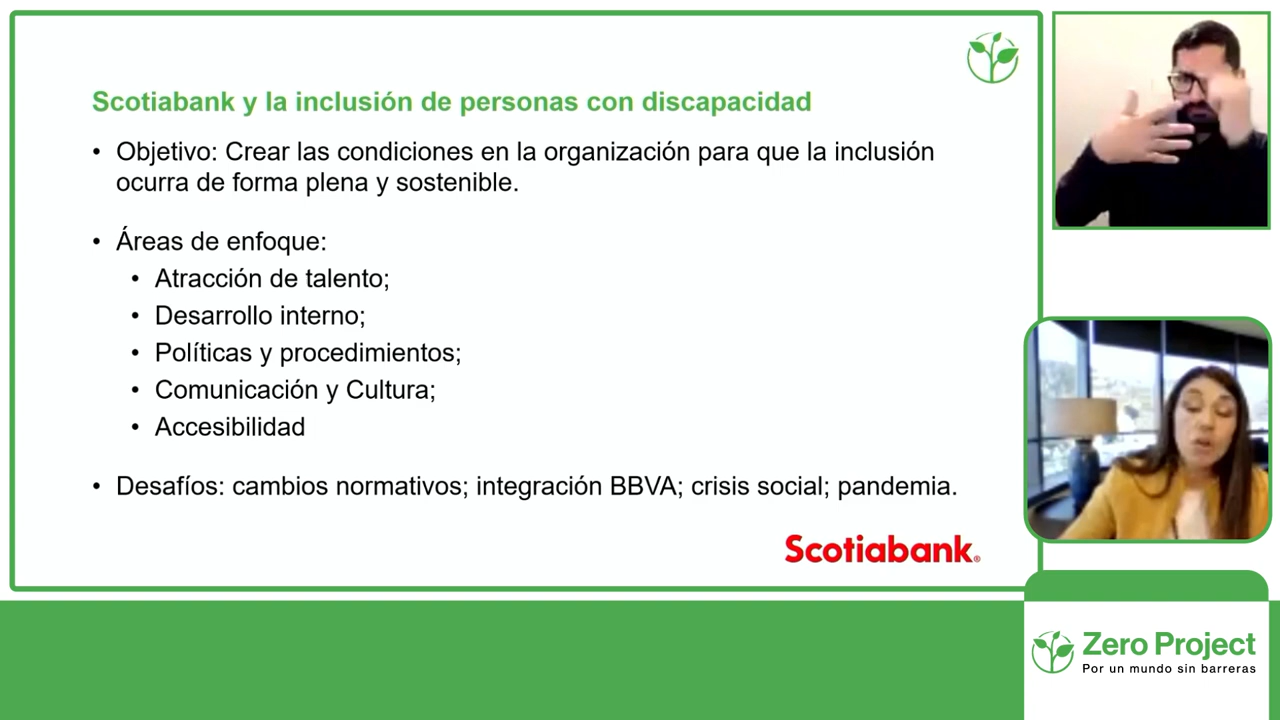 Scotiabank y la inclusión de personas con discapacidad
• Objetivo: Crear las condiciones en la organización para que la inclusión
ocurra de forma plena y sostenible.
• Áreas de enfoque:
• Atracción de talento;
• Desarrollo interno;
• Políticas y procedimientos;
• Comunicación y Cultura;
• Accesibilidad
• Desafíos: cambios normativos; integración BBVA; crisis social; pandemia.
Scotiabank®
Zero Project
Por un mundo sin barreras